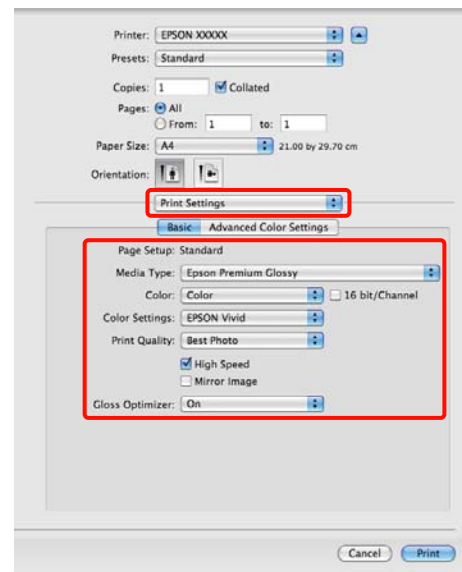 Printer: EPSON XXXXX
Presets: Standard
Copies: 1 Collated
Pages: All
From: 1 to: 1
Paper Size: A4 21.00 by 29.70 cm
Orientation:
Print Settings
Basic Advanced Color Settings
Page Setup: Standard
Media Type: Epson Premium Glossy
Color: Color 16 bit/Channel
Color Settings: EPSON Vivid
Print Quality: Best Photo
High Speed
Mirror Image
Gloss Optimizer: On
Cancel Print